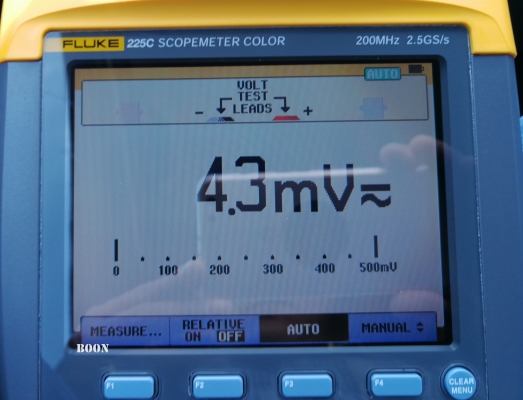 FLUKE 225C SCOPEMETER COLOR 200MHz 2.5GS/s
AUTO
VOLT
TEST
- LEADS +
4.3mV≂
0 100 200 300 400 500mV
MEASURE... RELATIVE ON OFF AUTO MANUAL
BOON
F1 F2 F3 F4 CLEAR MENU